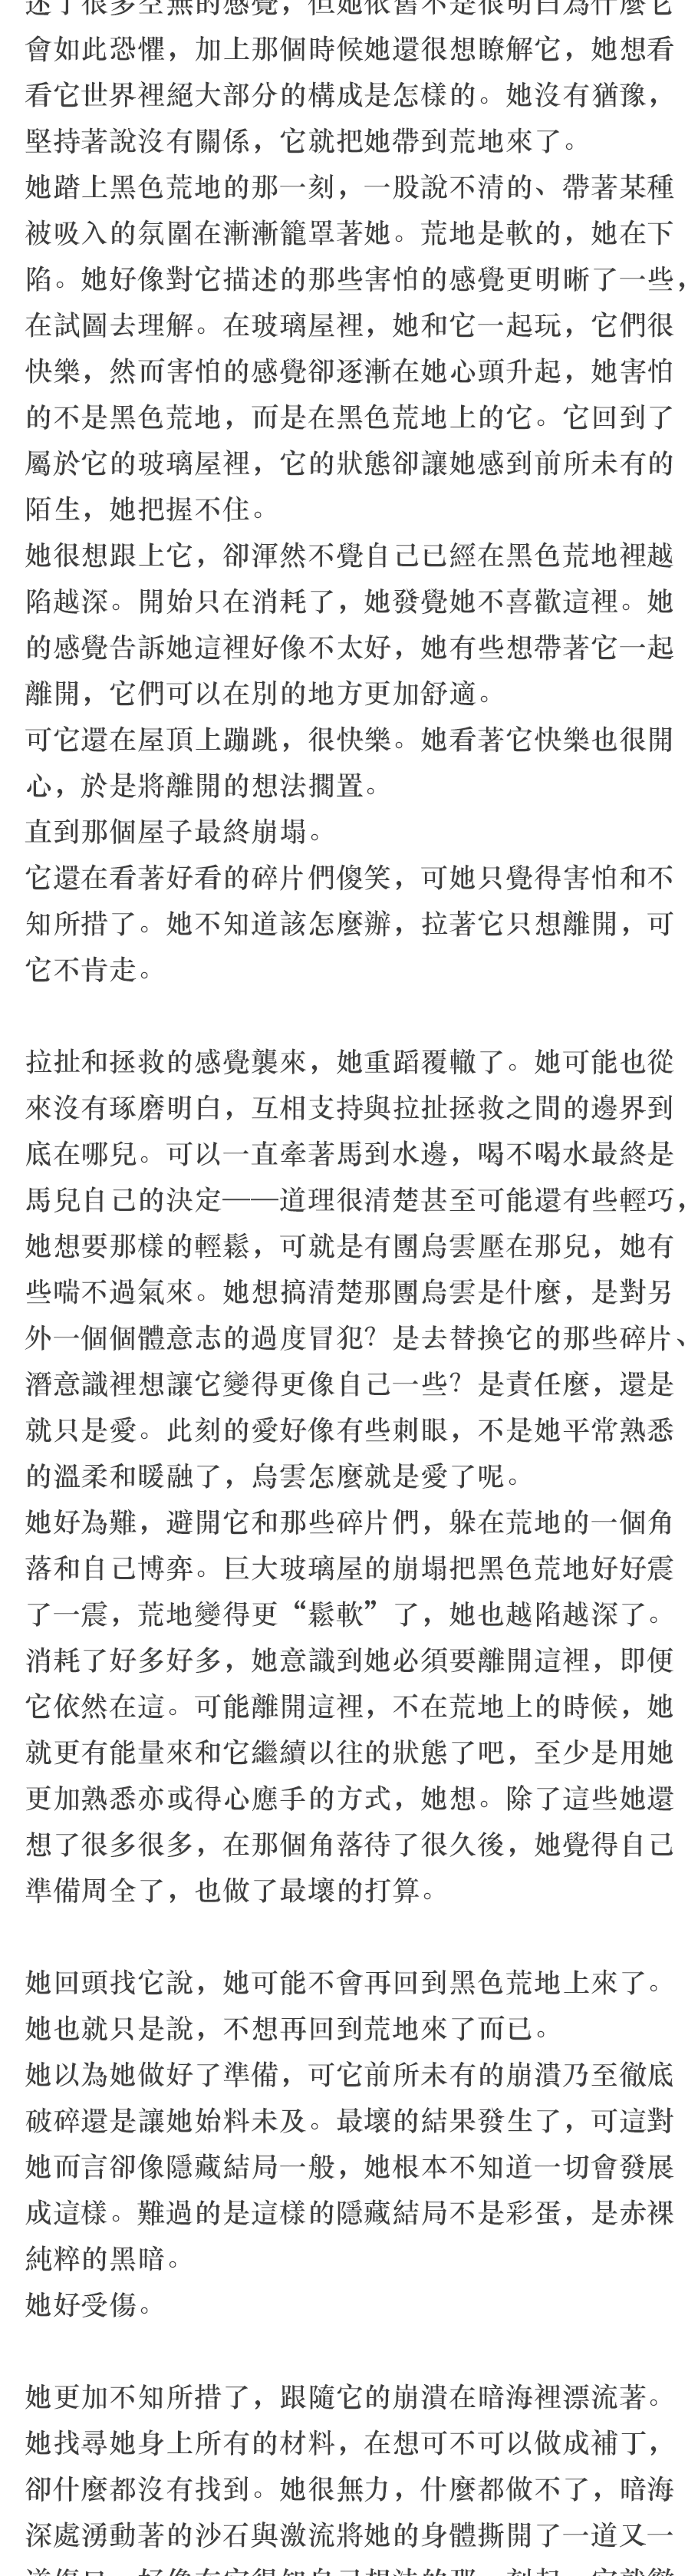 述了很多空無的感覺，但她依舊不是很明白為什麼它
會如此恐懼，加上那個時候她還很想瞭解它，她想看
看它世界裡絕大部分的構成是怎樣的。她沒有猶豫，
堅持著說沒有關係，它就把她帶到荒地來了。
她踏上黑色荒地的那一刻，一股說不清的、帶著某種
被吸入的氛圍在漸漸籠罩著她。荒地是軟的，她在下
陷。她好像對它描述的那些害怕的感覺更明晰了一些，
在試圖去理解。在玻璃屋裡，她和它一起玩，它們很
快樂，然而害怕的感覺卻逐漸在她心頭升起，她害怕
的不是黑色荒地，而是在黑色荒地上的它。它回到了
屬於它的玻璃屋裡，它的狀態卻讓她感到前所未有的
陌生，她把握不住。
她很想跟上它，卻渾然不覺自己已經在黑色荒地裡越
陷越深。開始只在消耗了，她發覺她不喜歡這裡。她
的感覺告訴她這裡好像不太好，她有些想帶著它一起
離開，它們可以在別的地方更加舒適。
可它還在屋頂上蹦跳，很快樂。她看著它快樂也很開
心，於是將離開的想法擱置。
直到那個屋子最終崩塌。
它還在看著好看的碎片們傻笑，可她只覺得害怕和不
知所措了。她不知道該怎麼辦，拉著它只想離開，可
它不肯走。
拉扯和拯救的感覺襲來，她重蹈覆轍了。她可能也從
來沒有琢磨明白，互相支持與拉扯拯救之間的邊界到
底在哪兒。可以一直牽著馬到水邊，喝不喝水最終是
馬兒自己的決定——道理很清楚甚至可能還有些輕巧，
她想要那樣的輕鬆，可就是有團烏雲壓在那兒，她有
些喘不過氣來。她想搞清楚那團烏雲是什麼，是對另
外一個個體意志的過度冒犯？是去替換它的那些碎片、
潛意識裡想讓它變得更像自己一些？是責任麼，還是
就只是愛。此刻的愛好像有些刺眼，不是她平常熟悉
的溫柔和暖融了，烏雲怎麼就是愛了呢。
她好為難，避開它和那些碎片們，躲在荒地的一個角
落和自己博弈。巨大玻璃屋的崩塌把黑色荒地好好震
了一震，荒地變得更“鬆軟”了，她也越陷越深了。
消耗了好多好多，她意識到她必須要離開這裡，即便
它依然在這。可能離開這裡，不在荒地上的時候，她
就更有能量來和它繼續以往的狀態了吧，至少是用她
更加熟悉亦或得心應手的方式，她想。除了這些她還
想了很多很多，在那個角落待了很久後，她覺得自己
準備周全了，也做了最壞的打算。
她回頭找它說，她可能不會再回到黑色荒地上來了。
她也就只是說，不想再回到荒地來了而已。
她以為她做好了準備，可它前所未有的崩潰乃至徹底
破碎還是讓她始料未及。最壞的結果發生了，可這對
她而言卻像隱藏結局一般，她根本不知道一切會發展
成這樣。難過的是這樣的隱藏結局不是彩蛋，是赤裸
純粹的黑暗。
她好受傷。
她更加不知所措了，跟隨它的崩潰在暗海裡漂流著。
她找尋她身上所有的材料，在想可不可以做成補丁，
卻什麼都沒有找到。她很無力，什麼都做不了，暗海
深處湧動著的沙石與激流將她的身體撕開了一道又一